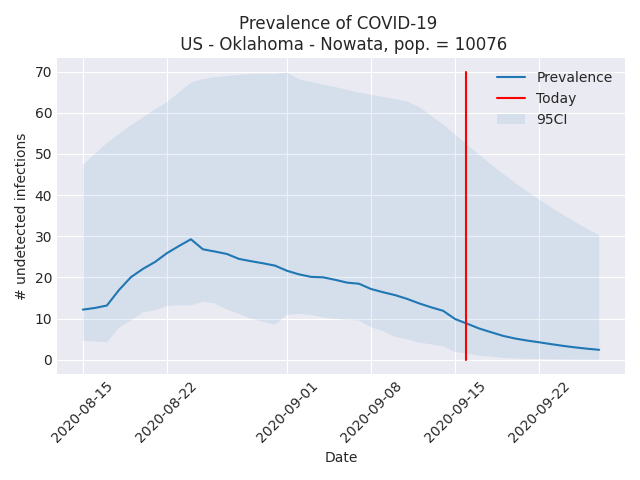 Prevalence of COVID-19
US - Oklahoma - Nowata, pop. = 10076
# undetected infections
70
60
50
40
30
20
10
0
Prevalence
Today
95CI
2020-08-15
2020-08-22
2020-09-01
2020-09-08
2020-09-15
2020-09-22
Date